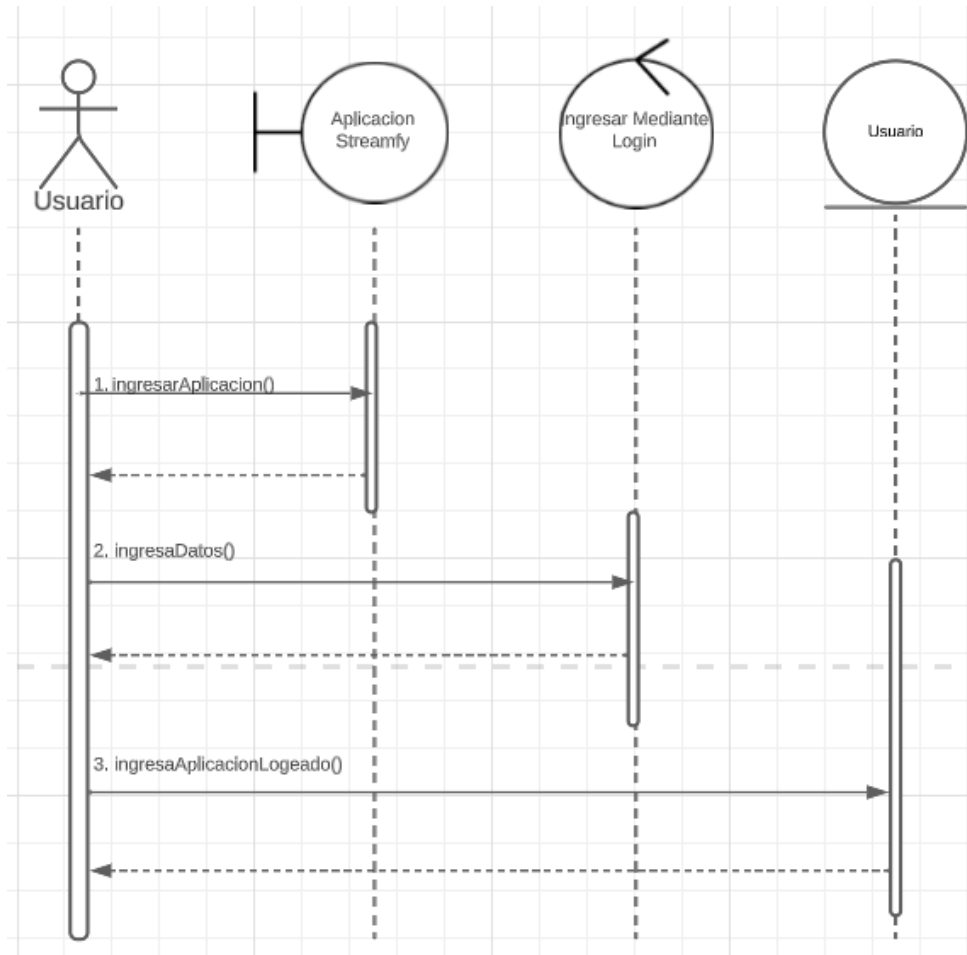 Usuario
Aplicacion
Streamfy
ngresar Mediante
Login
Usuario
1. ingresarAplicacion()
2. ingresaDatos()
3. ingresaAplicacionLogeado()